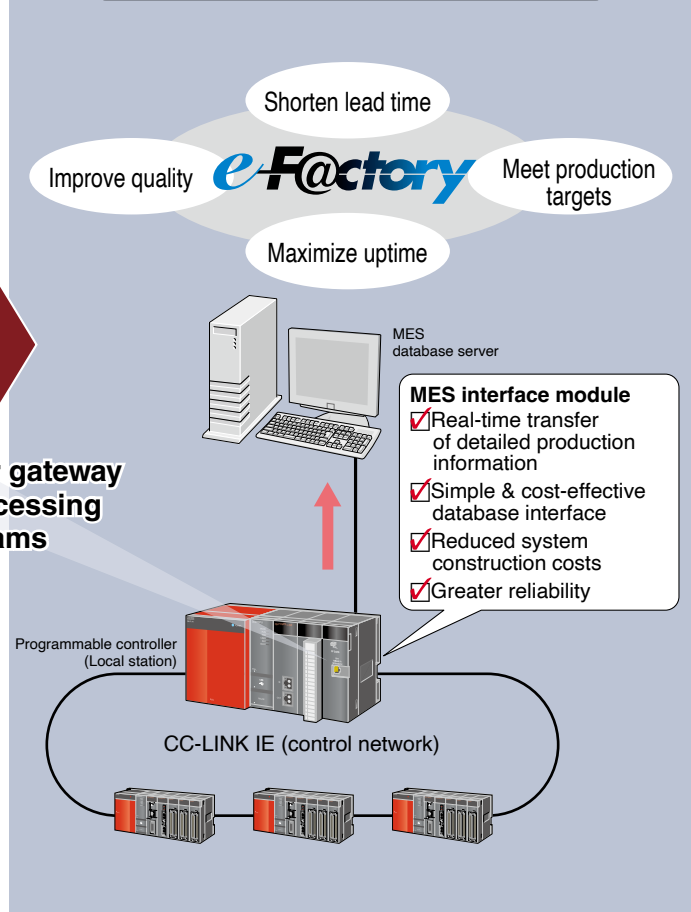 Shorten lead time
Improve quality
e-F@ctory
Meet production
targets
Maximize uptime
MES
database server
MES interface module
Real-time transfer
of detailed production
information
Simple & cost-effective
database interface
Reduced system
construction costs
Greater reliability
gateway
cessing
ams
Programmable controller
(Local station)
CC-LINK IE (control network)